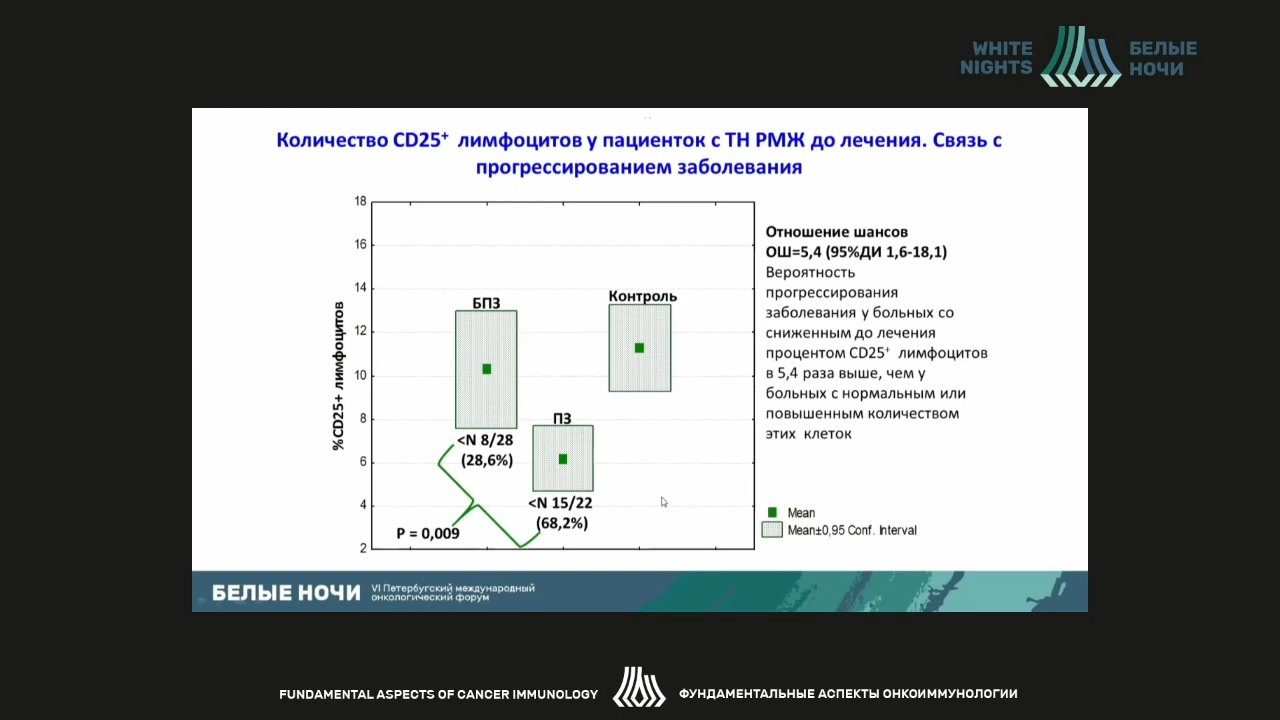 WHITE
NIGHTS
БЕЛЫЕ
НОЧИ
Количество CD25⁺ лимфоцитов у пациенток с ТН РМЖ до лечения. Связь с
прогрессированием заболевания
%CD25+ лимфоцитов
18
16
14
12
10
8
6
4
2
БПЗ
<N 8/28
(28,6%)
ПЗ
<N 15/22
(68,2%)
Контроль
P = 0,009
Отношение шансов
ОШ=5,4 (95%ДИ 1,6-18,1)
Вероятность
прогрессирования
заболевания у больных со
сниженным до лечения
процентом CD25⁺ лимфоцитов
в 5,4 раза выше, чем у
больных с нормальным или
повышенным количеством
этих клеток
Mean
Mean±0,95 Conf. Interval
БЕЛЫЕ НОЧИ
VI Петербугский международный
онкологический форум
FUNDAMENTAL ASPECTS OF CANCER IMMUNOLOGY
ФУНДАМЕНТАЛЬНЫЕ АСПЕКТЫ ОНКОИММУНОЛОГИИ